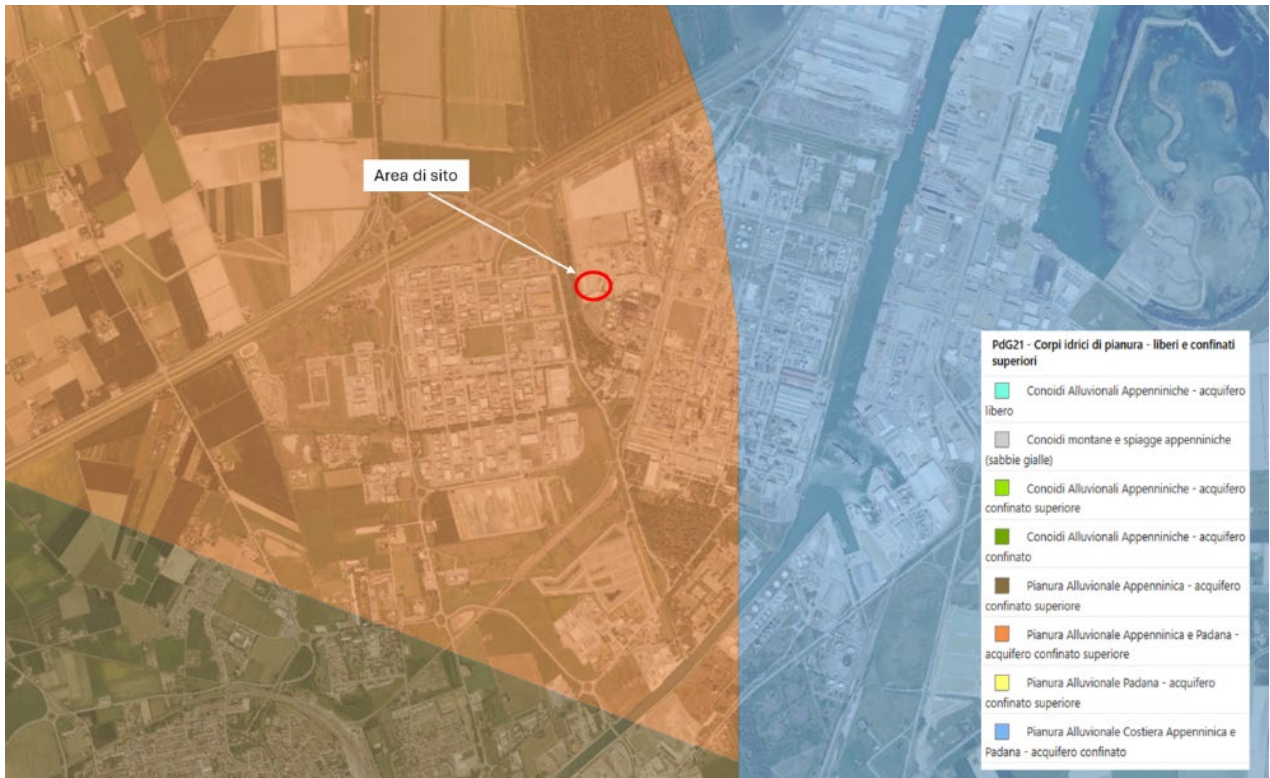 Area di sito
PdG21 - Corpi idrici di pianura - liberi e confinati
superiori
Conoidi Alluvionali Appenniniche - acquifero
libero
Conoidi montane e spiagge appenniniche
(sabbie gialle)
Conoidi Alluvionali Appenniniche - acquifero
confinato superiore
Conoidi Alluvionali Appenniniche - acquifero
confinato
Pianura Alluvionale Appenninica - acquifero
confinato superiore
Pianura Alluvionale Appenninica e Padana -
acquifero confinato superiore
Pianura Alluvionale Padana - acquifero
confinato superiore
Pianura Alluvionale Costiera Appenninica e
Padana - acquifero confinato